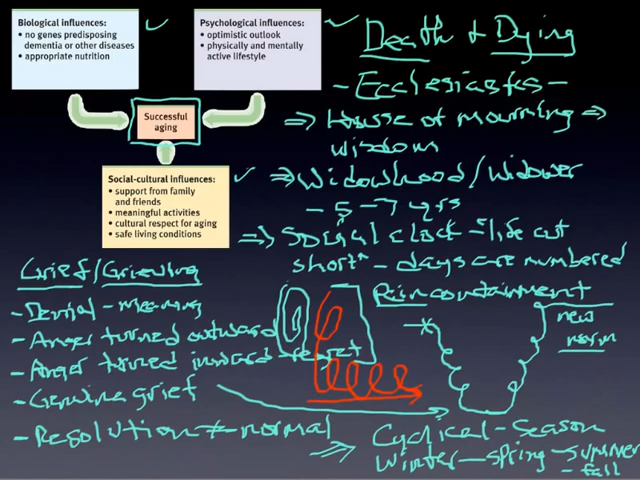 Biological influences:
• no genes predisposing
dementia or other diseases
• appropriate nutrition
Psychological influences:
• optimistic outlook
• physically and mentally
active lifestyle
Successful
aging
Social-cultural influences:
• support from family
and friends
• meaningful activities
• cultural respect for aging
• safe living conditions
Death & Dying
- Ecclesiastes -
⇒ House of mourning ⇒
wisdom
⇒ Widowhood/Widower
- 5-7 yrs
⇒ Social clock - "life cut
short" - days are numbered
Grief/Grieving
- Denial - meaning
- Anger turned outward
- Anger turned inward - regret
- Genuine grief
- Resolution ≠ normal
Pain containment
new
norm
⇒ Cyclical - Season
Winter - spring - summer
- fall